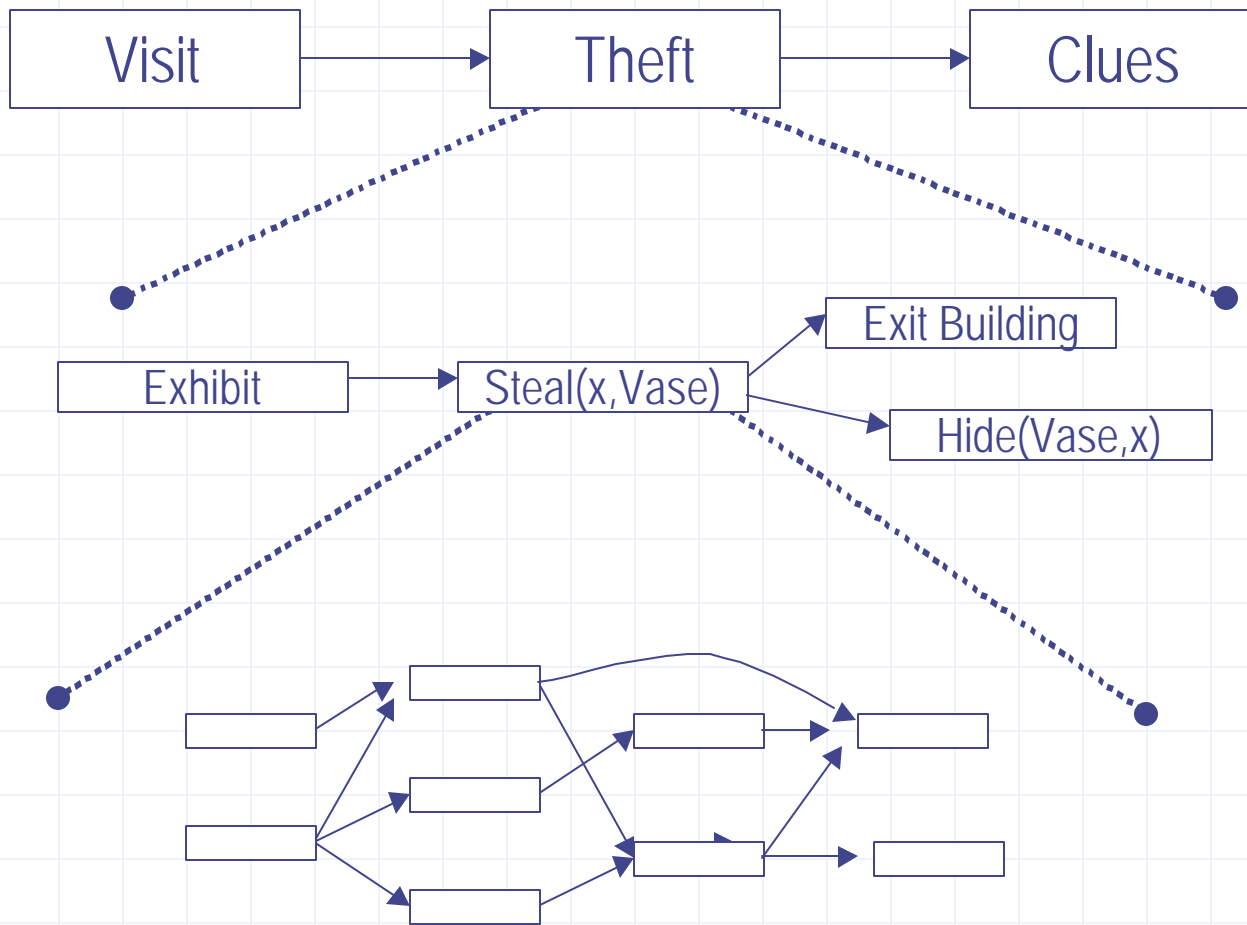 Visit
Theft
Clues
Exit Building
Exhibit
Steal(x,Vase)
Hide(Vase,x)